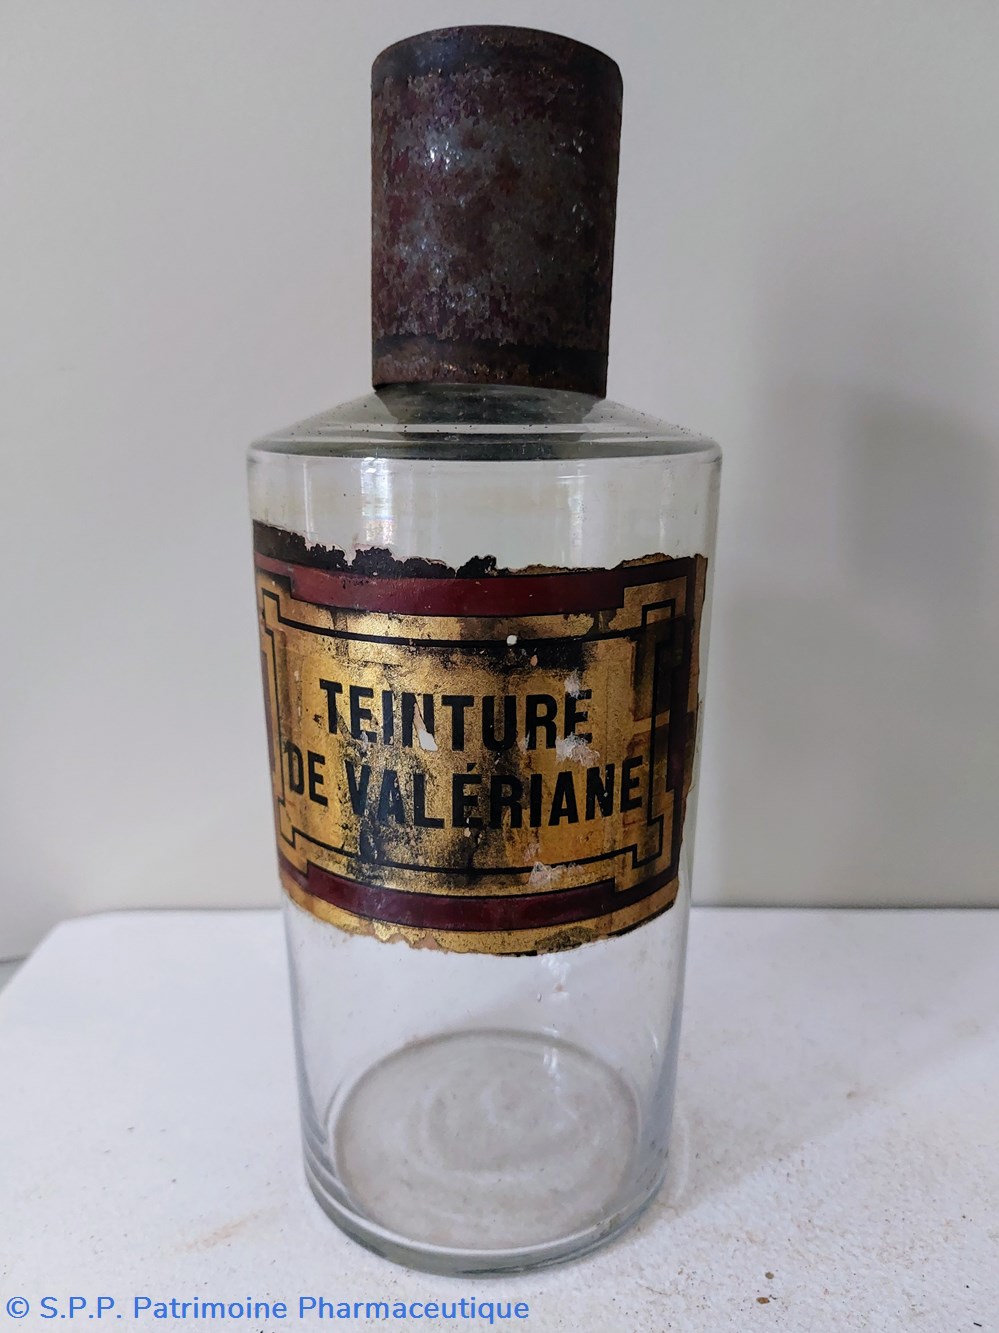 TEINTURE
DE VALÉRIANE
© S.P.P. Patrimoine Pharmaceutique